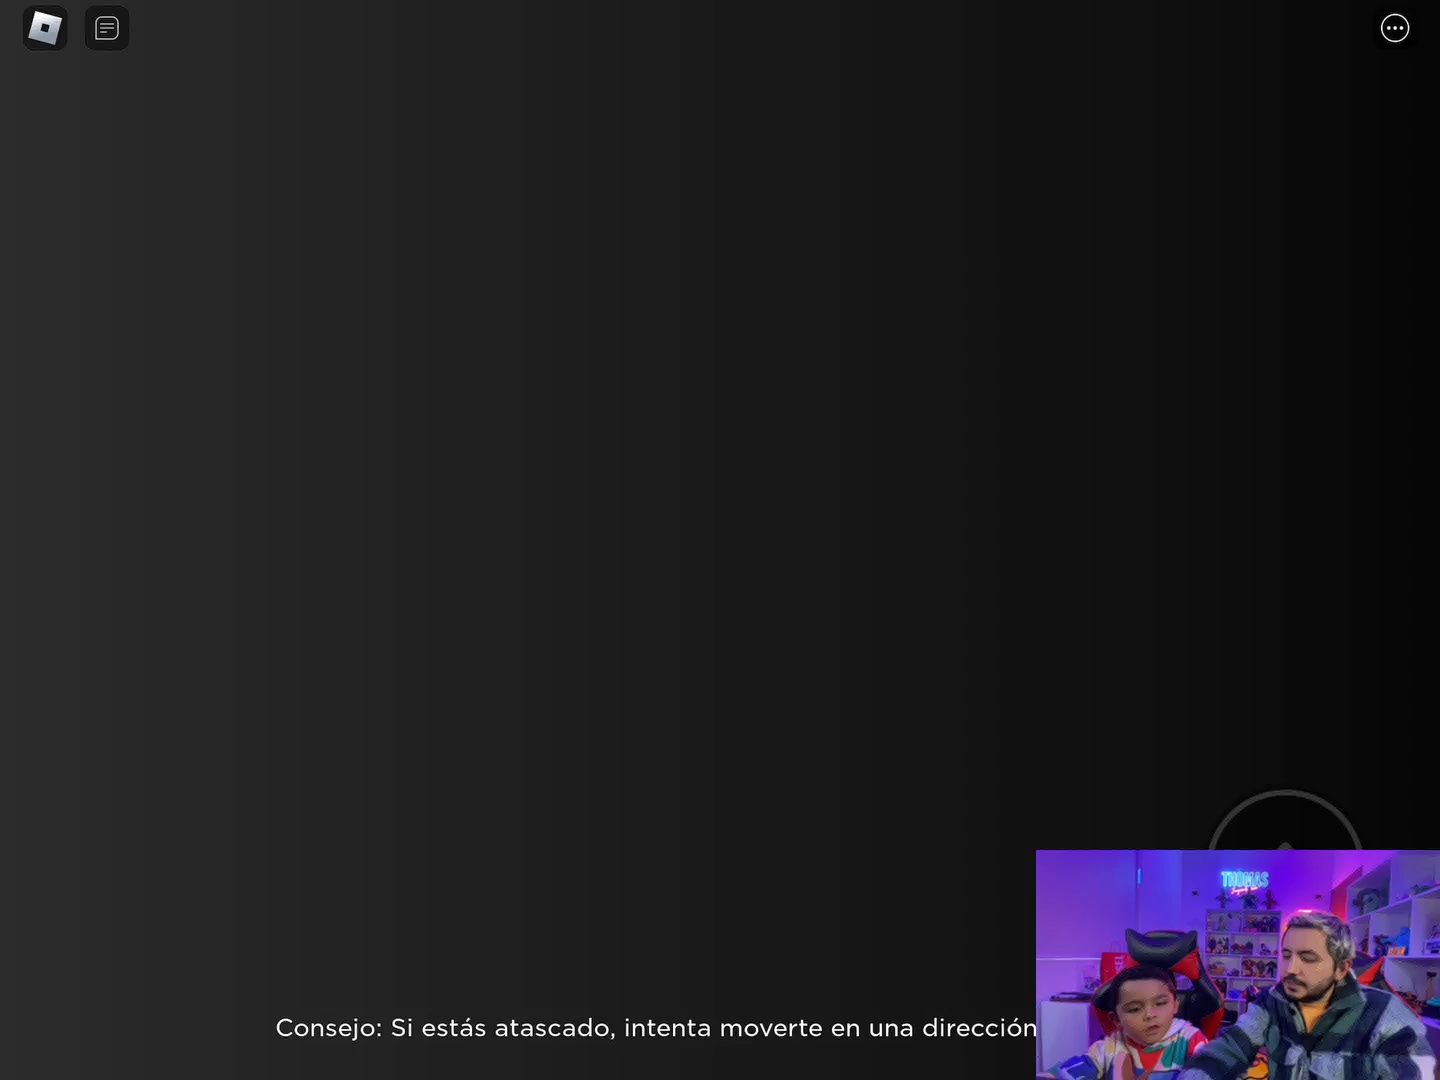 THOMAS
Consejo: Si estás atascado, intenta moverte en una dirección